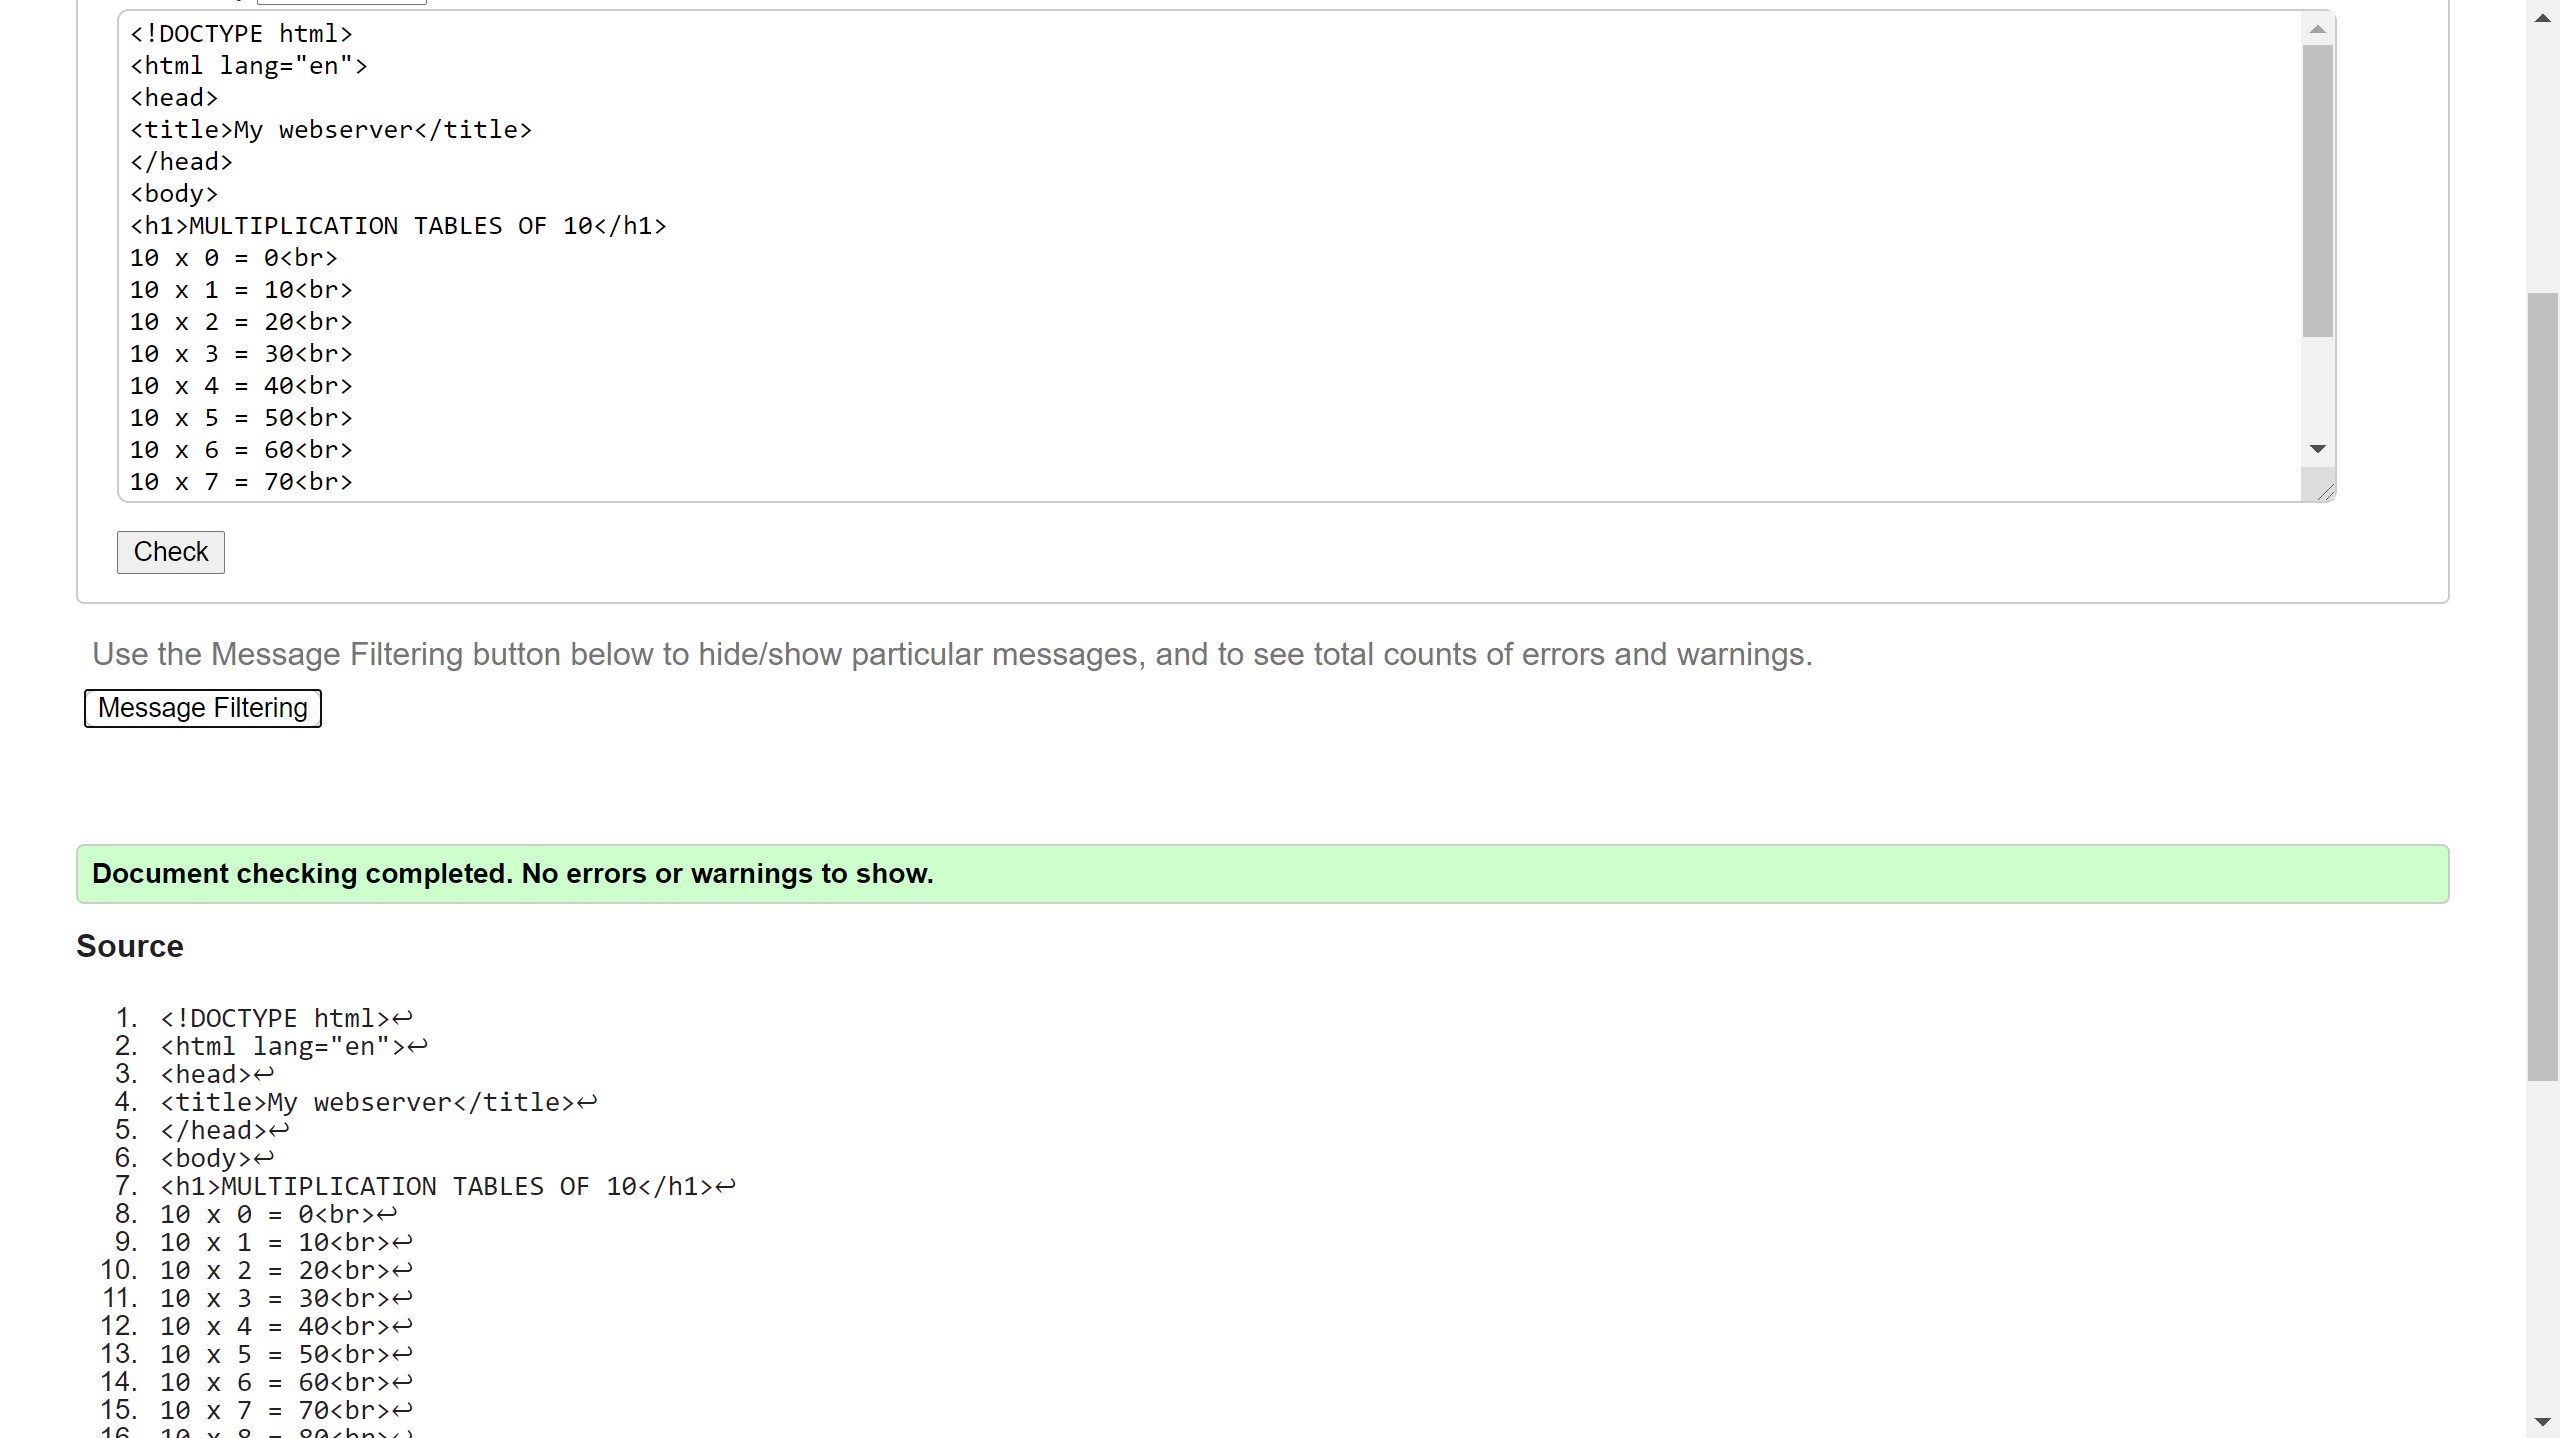 <!DOCTYPE html>
<html lang="en">
<head>
<title>My webserver</title>
</head>
<body>
<h1>MULTIPLICATION TABLES OF 10</h1>
10 x 0 = 0<br>
10 x 1 = 10<br>
10 x 2 = 20<br>
10 x 3 = 30<br>
10 x 4 = 40<br>
10 x 5 = 50<br>
10 x 6 = 60<br>
10 x 7 = 70<br>
Check
Use the Message Filtering button below to hide/show particular messages, and to see total counts of errors and warnings.
Message Filtering
Document checking completed. No errors or warnings to show.
Source
1. <!DOCTYPE html>↩
2. <html lang="en">↩
3. <head>↩
4. <title>My webserver</title>↩
5. </head>↩
6. <body>↩
7. <h1>MULTIPLICATION TABLES OF 10</h1>↩
8. 10 x 0 = 0<br>↩
9. 10 x 1 = 10<br>↩
10. 10 x 2 = 20<br>↩
11. 10 x 3 = 30<br>↩
12. 10 x 4 = 40<br>↩
13. 10 x 5 = 50<br>↩
14. 10 x 6 = 60<br>↩
15. 10 x 7 = 70<br>↩
16. 10 x 8 = 80<br>↩